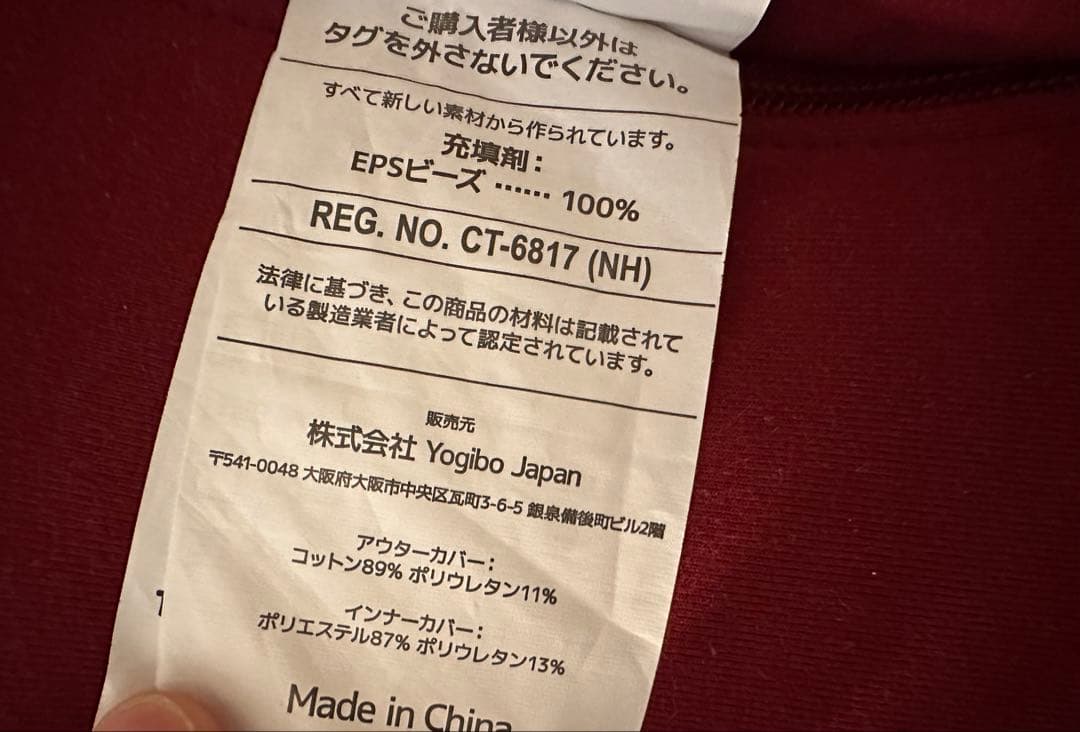 ご購入者様以外は
タグを外さないでください。
すべて新しい素材から作られています。
充填剤：
EPSビーズ ‥‥‥ 100%
REG. NO. CT-6817 (NH)
法律に基づき、この商品の材料は記載されて
いる製造業者によって認定されています。
販売元
株式会社 Yogibo Japan
〒541-0048 大阪府大阪市中央区瓦町3-6-5 銀泉備後町ビル2階
アウターカバー：
コットン89% ポリウレタン11%
インナーカバー：
ポリエステル87% ポリウレタン13%
Made in China